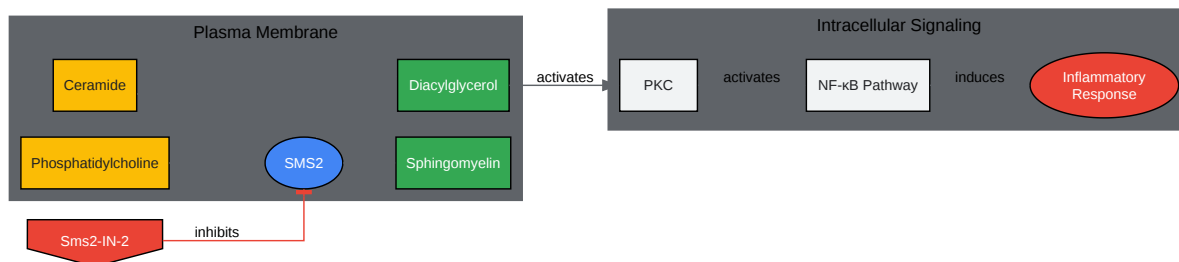 Plasma Membrane
Intracellular Signaling
Ceramide
Diacylglycerol
activates
PKC
activates
NF-κB Pathway
induces
Inflammatory
Response
Phosphatidylcholine
SMS2
Sphingomyelin
Sms2-IN-2
inhibits